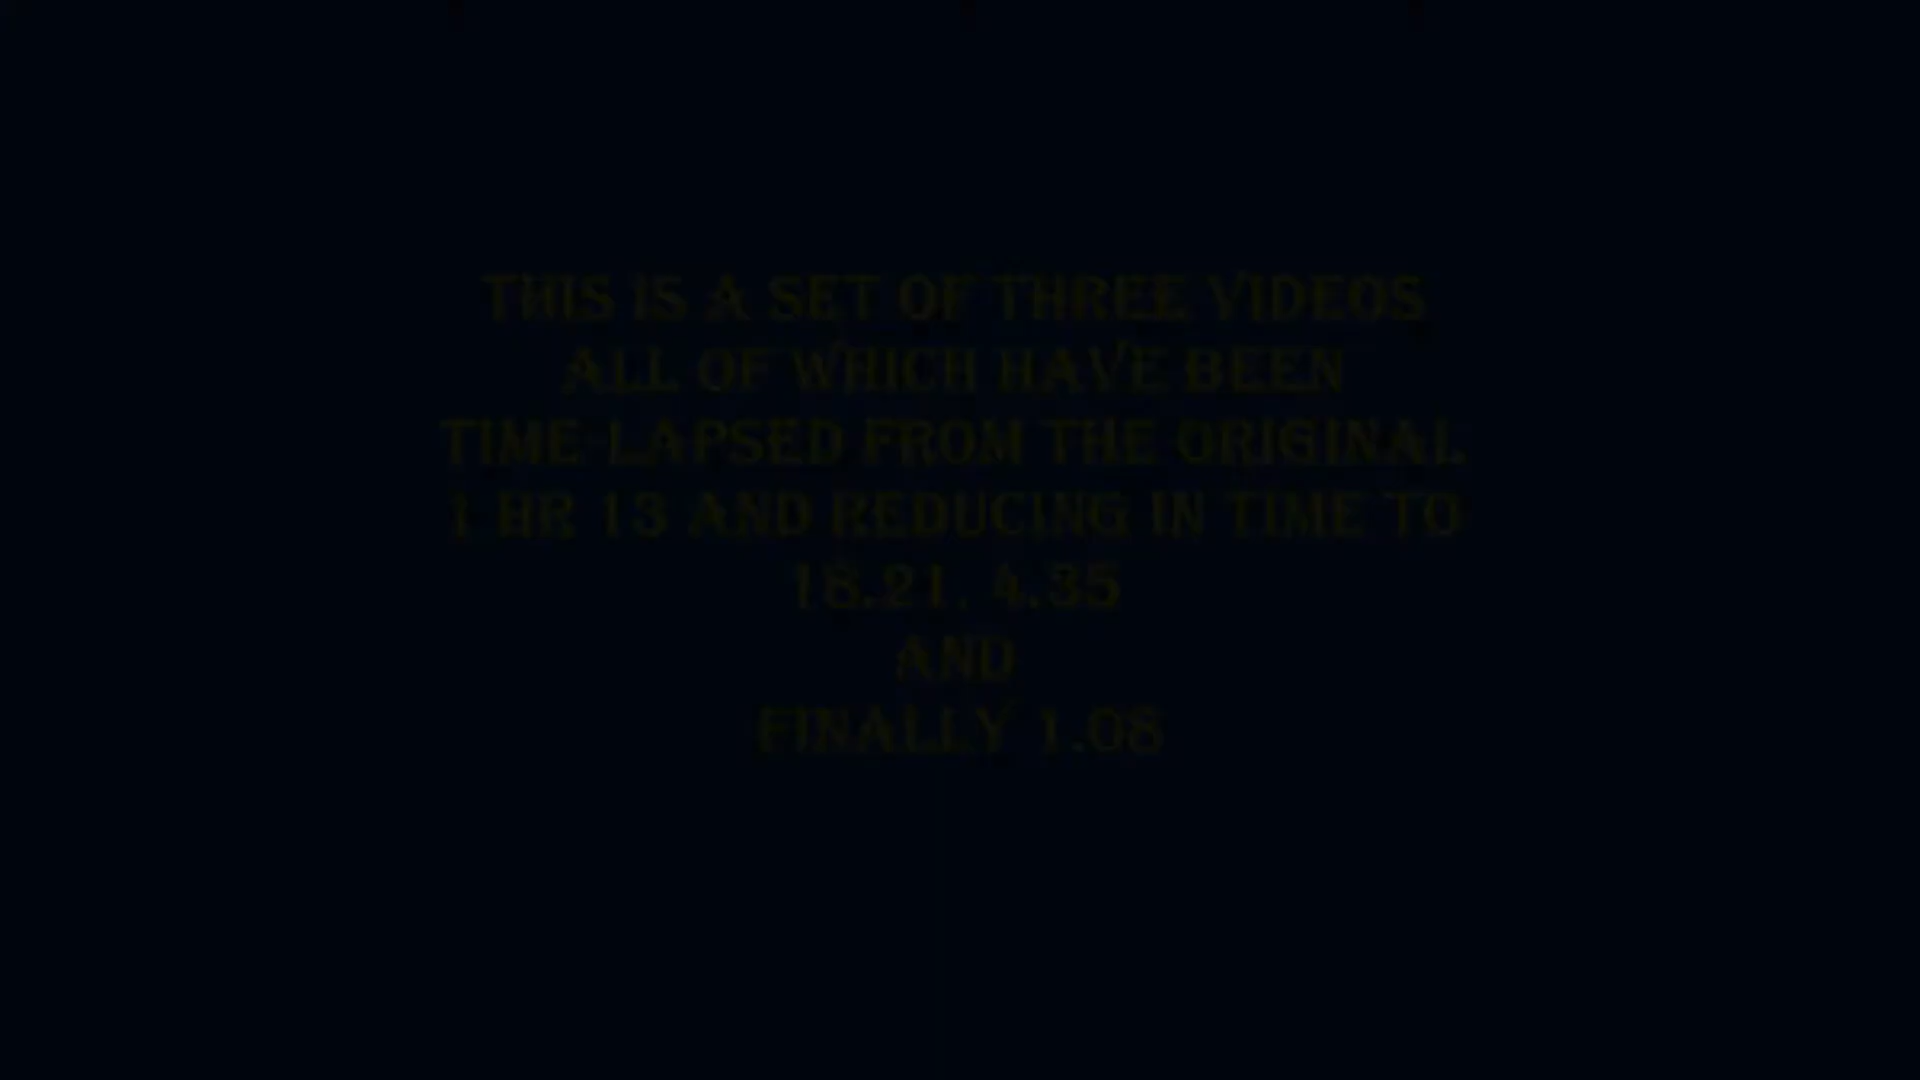 THIS IS A SET OF THREE VIDEOS
ALL OF WHICH HAVE BEEN
TIME LAPSED FROM THE ORIGINAL
1 HR 13 AND REDUCING IN TIME TO
18.21, 4.35
AND
FINALLY 1.08